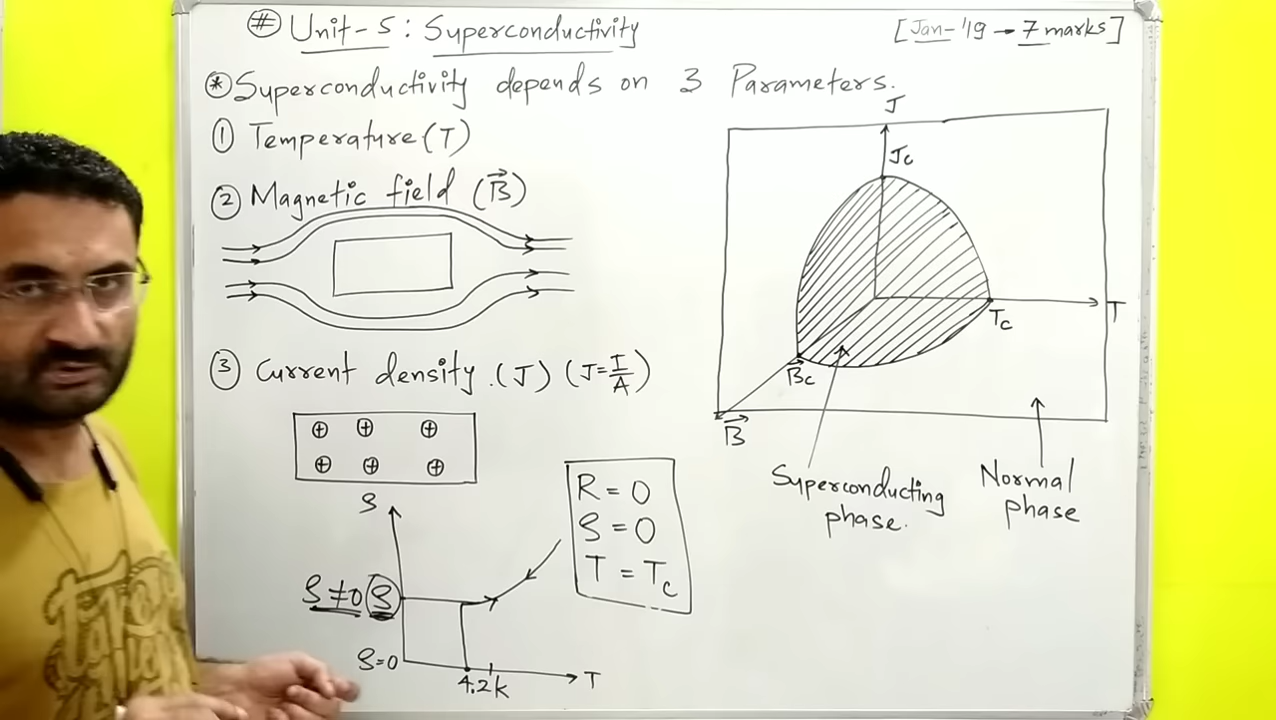 # Unit-5 : Superconductivity
[Jan-'19 → 7 marks]
* Superconductivity depends on 3 Parameters.
① Temperature (T)
② Magnetic field (B⃗)
③ Current density. (J) (J=I/A)
⊕ ⊕ ⊕
⊕ ⊕ ⊕
R = 0
S = 0
T = Tc
S
S≠0 S
S=0
4.2k
T
J
Jc
T
Tc
B⃗c
B⃗
Superconducting
phase.
Normal
phase